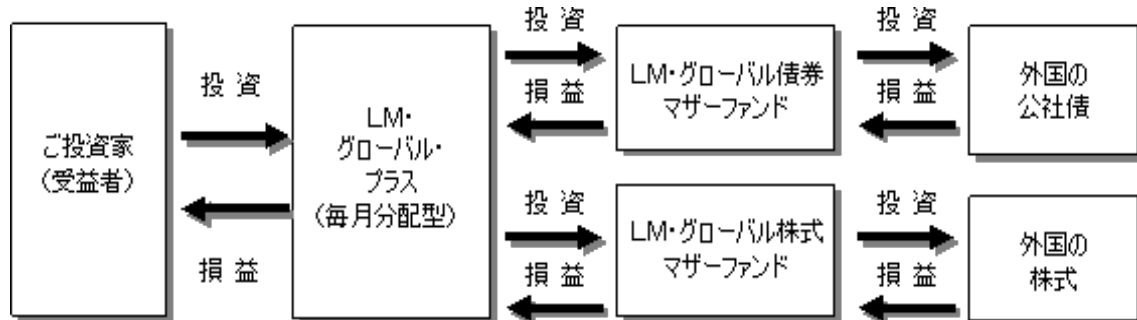 ご投資家
(受益者)
投 資
損 益
LM・
グローバル・
プラス
(毎月分配型)
投 資
損 益
LM・グローバル債券
マザーファンド
投 資
損 益
外国の
公社債
投 資
損 益
LM・グローバル株式
マザーファンド
投 資
損 益
外国の
株式